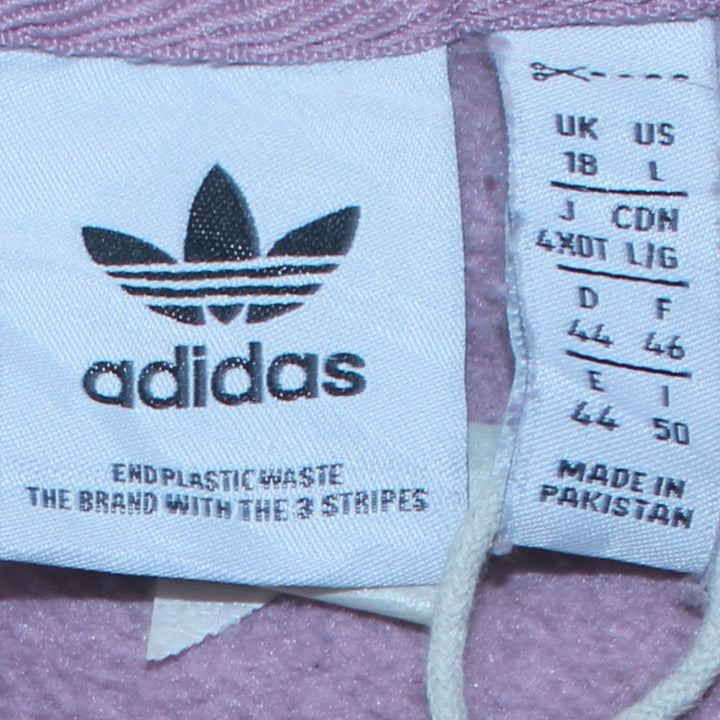 adidas
END PLASTIC WASTE
THE BRAND WITH THE 3 STRIPES
UK US
18 L
J CDN
4XOT L/G
D F
44 46
E I
44 50
MADE IN
PAKISTAN